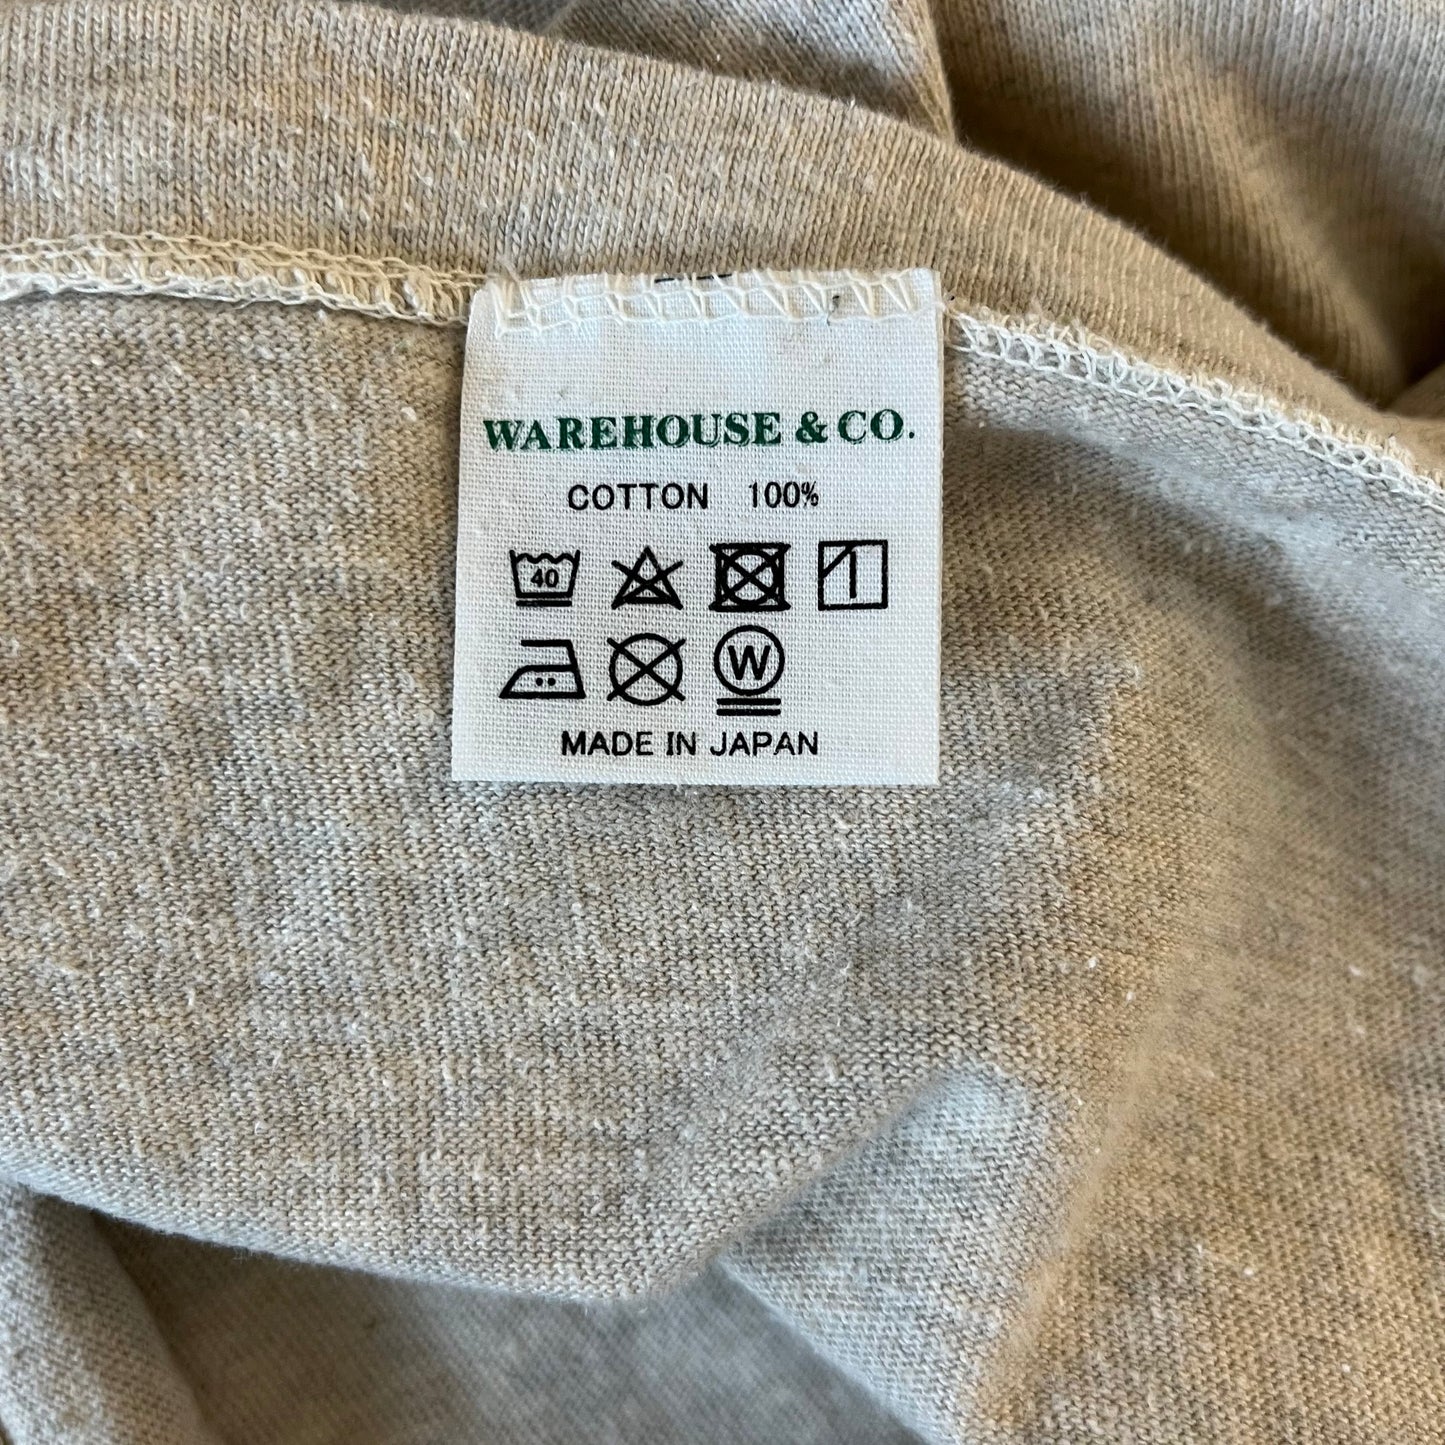 WAREHOUSE & CO.
COTTON 100%
40
W
MADE IN JAPAN